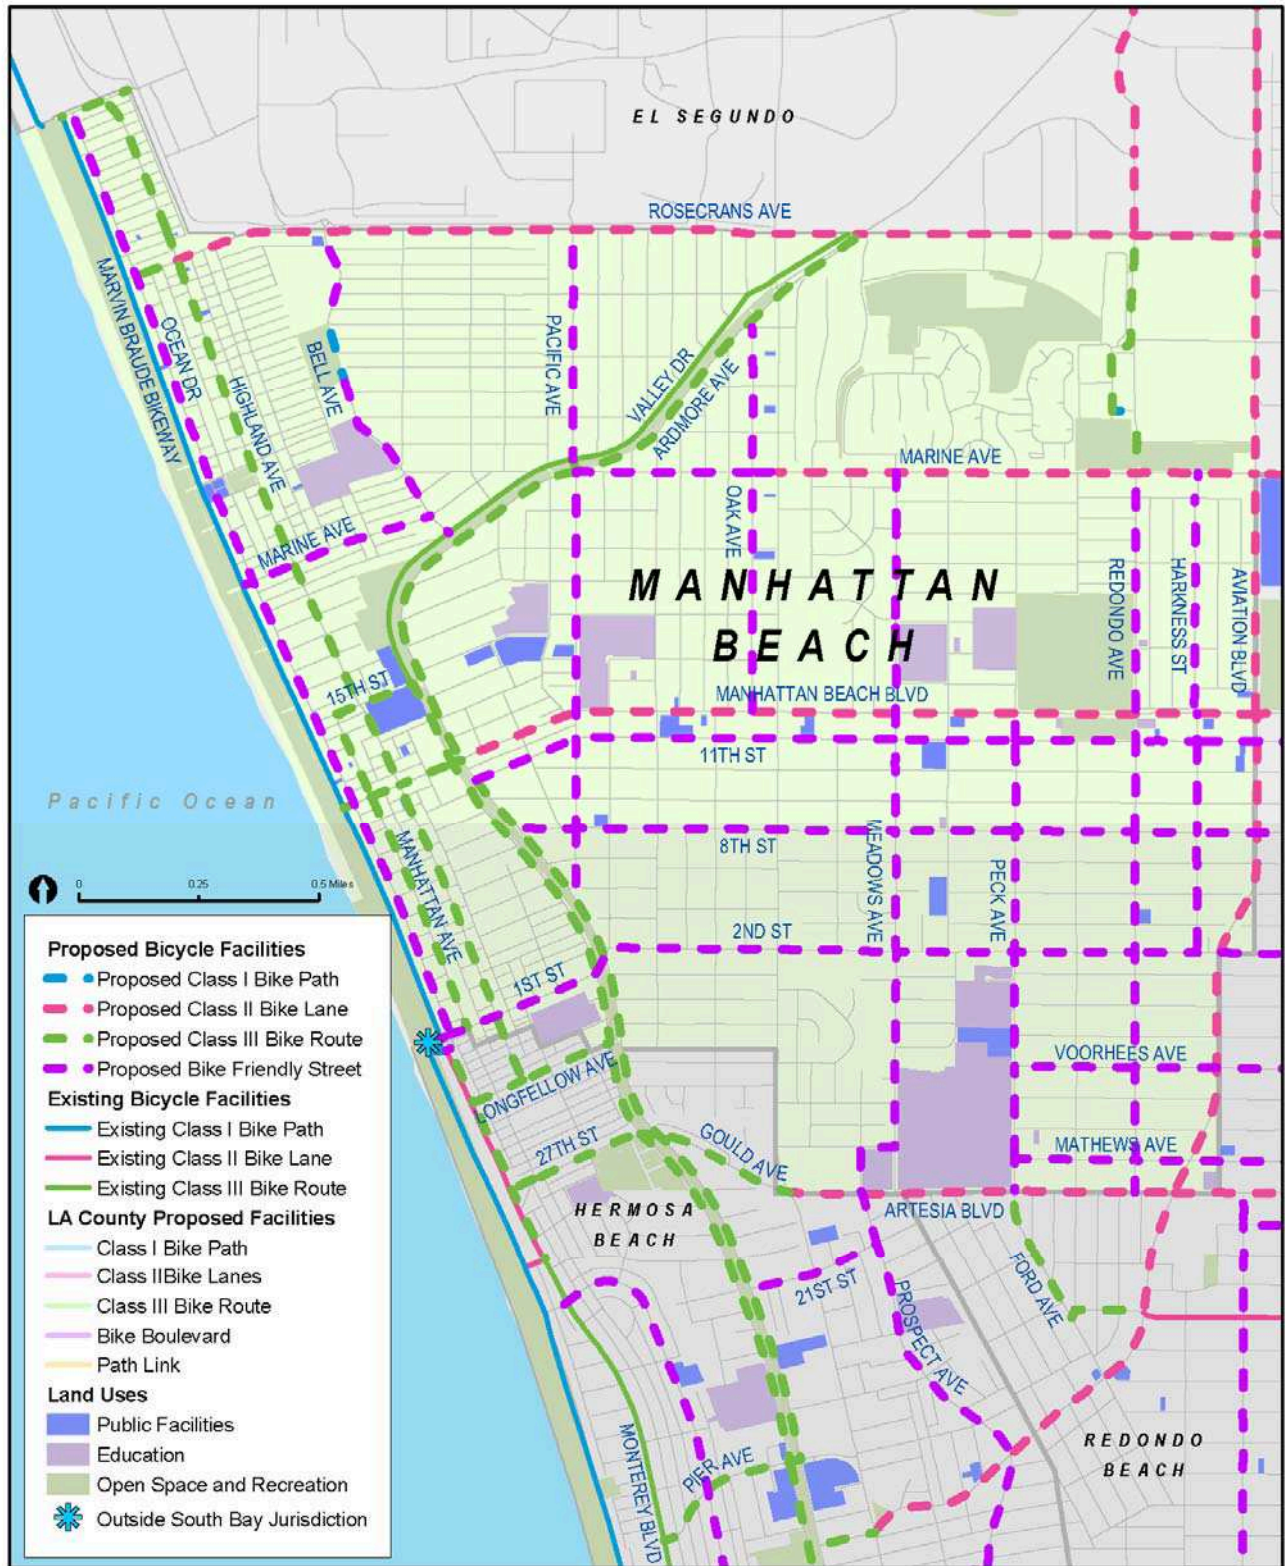 EL SEGUNDO
ROSECRANS AVE
MARVIN BRAUDE BIKEWAY
OCEAN DR
HIGHLAND AVE
BELL AVE
PACIFIC AVE
VALLEY DR
ARDMORE AVE
MARINE AVE
OAK AVE
MARINE AVE
MANHATTAN
BEACH
REDONDO AVE
HARKNESS ST
AVIATION BLVD
15TH ST
MANHATTAN BEACH BLVD
11TH ST
Pacific Ocean
MANHATTAN AVE
8TH ST
MEADOWS AVE
PECK AVE
0 0.25 0.5 Miles
2ND ST
1ST ST
VOORHEES AVE
LONGFELLOW AVE
27TH ST
GOULD AVE
MATHEWS AVE
HERMOSA
BEACH
ARTESIA BLVD
21ST ST
PROSPECT AVE
FORD AVE
MONTEREY BLVD
PIER AVE
REDONDO
BEACH
Proposed Bicycle Facilities
Proposed Class I Bike Path
Proposed Class II Bike Lane
Proposed Class III Bike Route
Proposed Bike Friendly Street
Existing Bicycle Facilities
Existing Class I Bike Path
Existing Class II Bike Lane
Existing Class III Bike Route
LA County Proposed Facilities
Class I Bike Path
Class IIBike Lanes
Class III Bike Route
Bike Boulevard
Path Link
Land Uses
Public Facilities
Education
Open Space and Recreation
Outside South Bay Jurisdiction